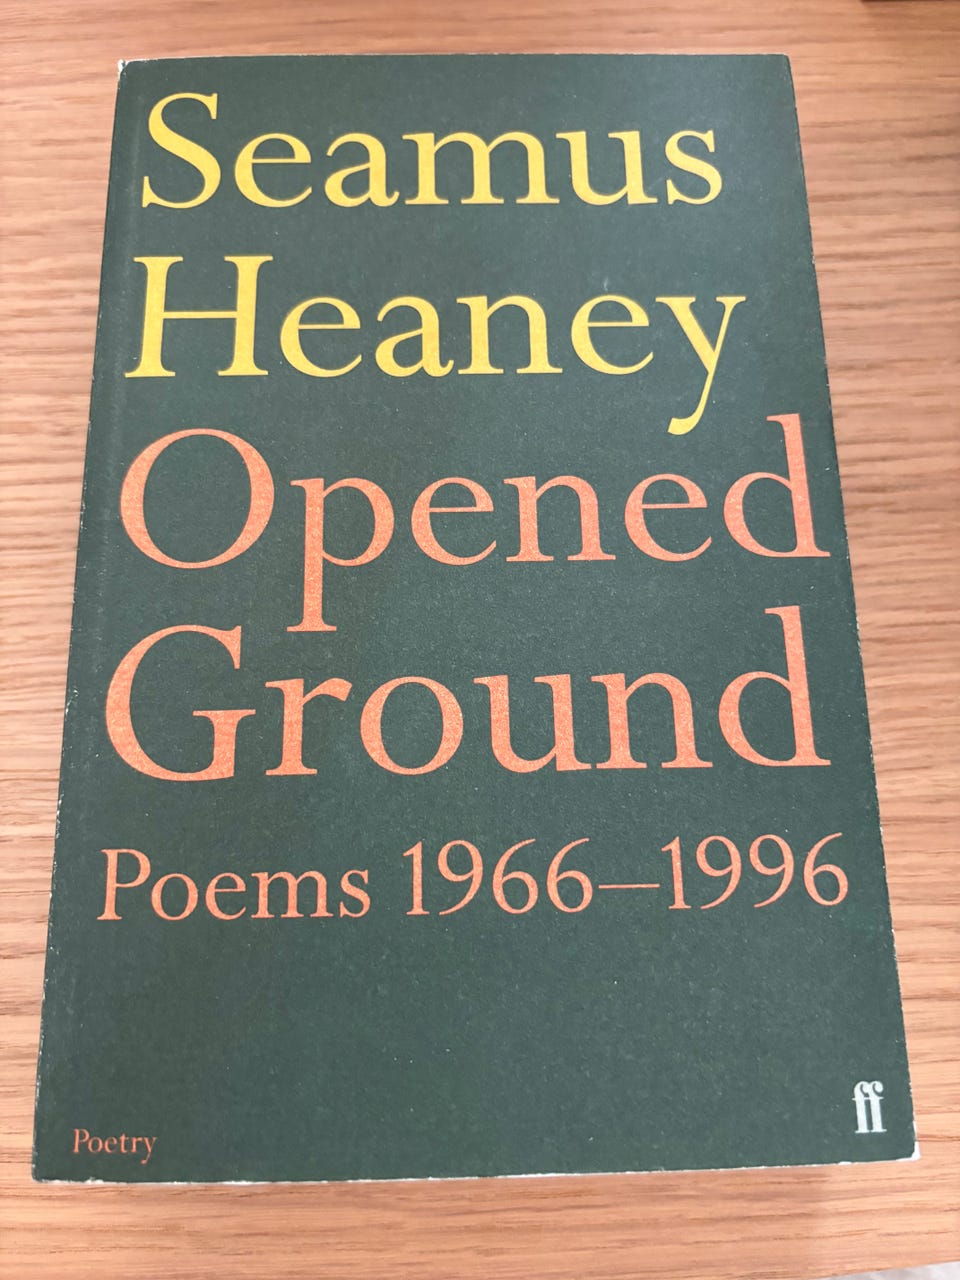 Seamus
Heaney
Opened
Ground
Poems 1966–1996
Poetry
ff